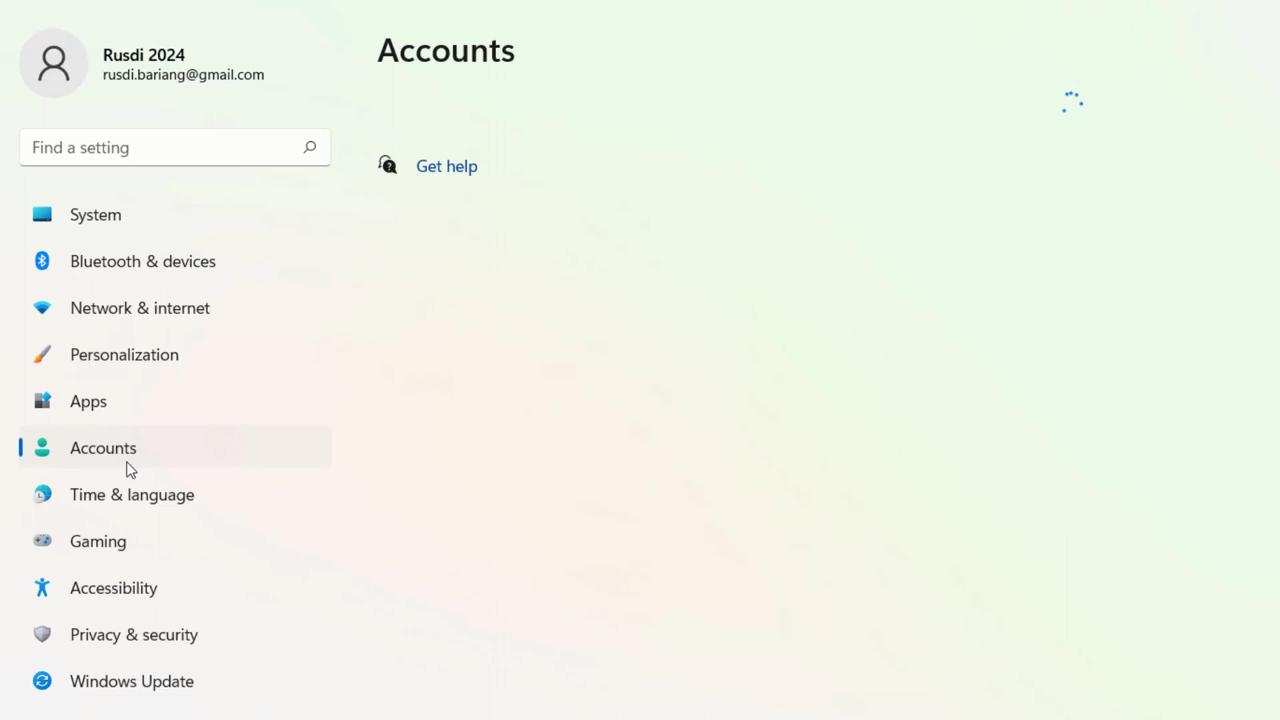 Rusdi 2024
rusdi.bariang@gmail.com
Find a setting
System
Bluetooth & devices
Network & internet
Personalization
Apps
Accounts
Time & language
Gaming
Accessibility
Privacy & security
Windows Update
Accounts
Get help